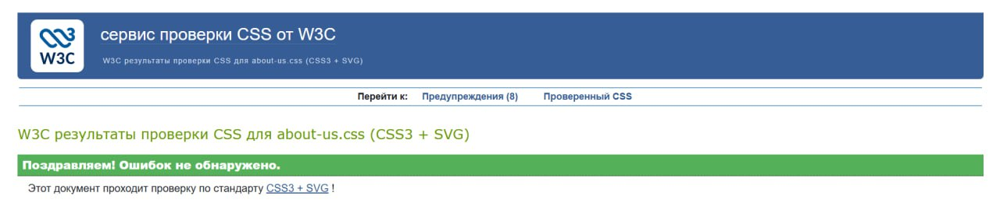 W3C
сервис проверки CSS от W3C
W3C результаты проверки CSS для about-us.css (CSS3 + SVG)
Перейти к: Предупреждения (8) Проверенный CSS
W3C результаты проверки CSS для about-us.css (CSS3 + SVG)
Поздравляем! Ошибок не обнаружено.
Этот документ проходит проверку по стандарту CSS3 + SVG !